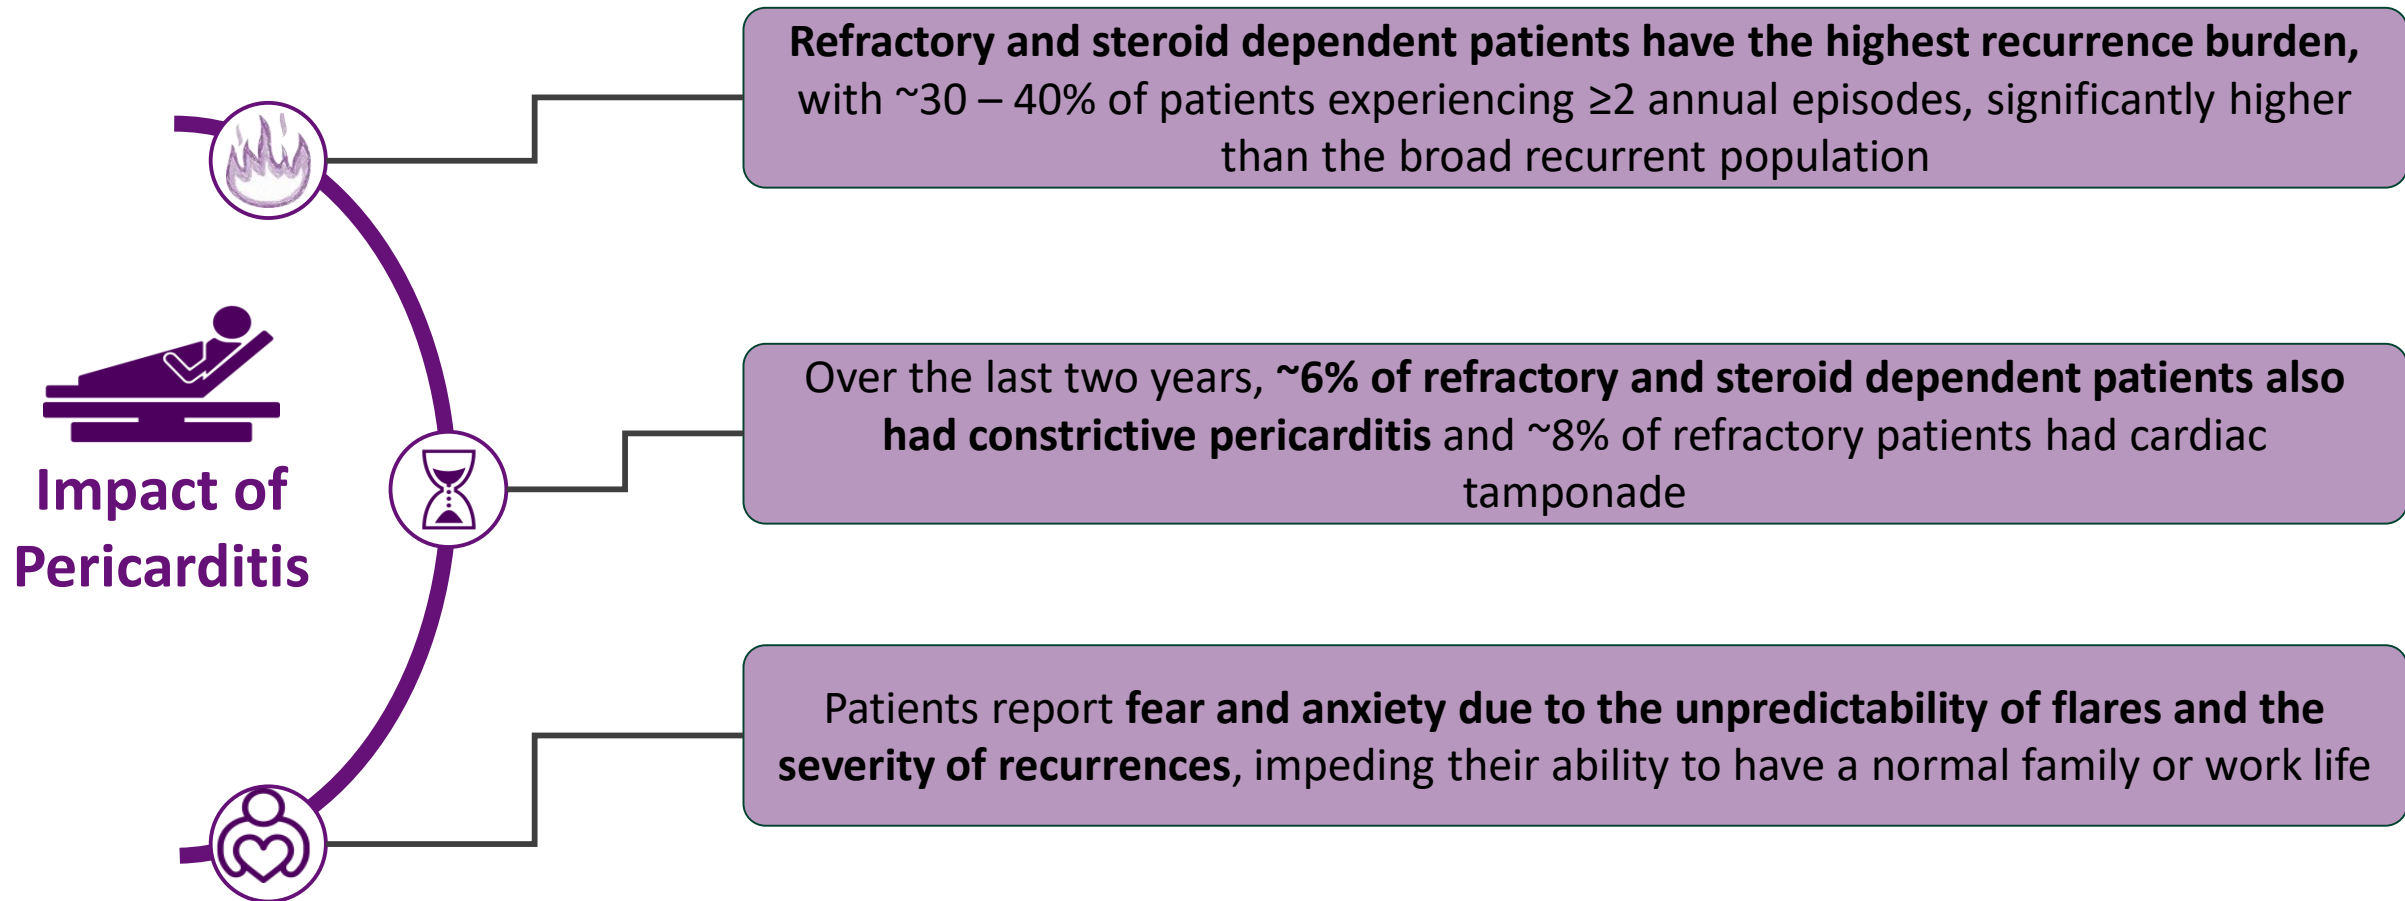 Refractory and steroid dependent patients have the highest recurrence burden,
with ~30 – 40% of patients experiencing ≥2 annual episodes, significantly higher
than the broad recurrent population
Over the last two years, ~6% of refractory and steroid dependent patients also
had constrictive pericarditis and ~8% of refractory patients had cardiac
tamponade
Impact of
Pericarditis
Patients report fear and anxiety due to the unpredictability of flares and the
severity of recurrences, impeding their ability to have a normal family or work life